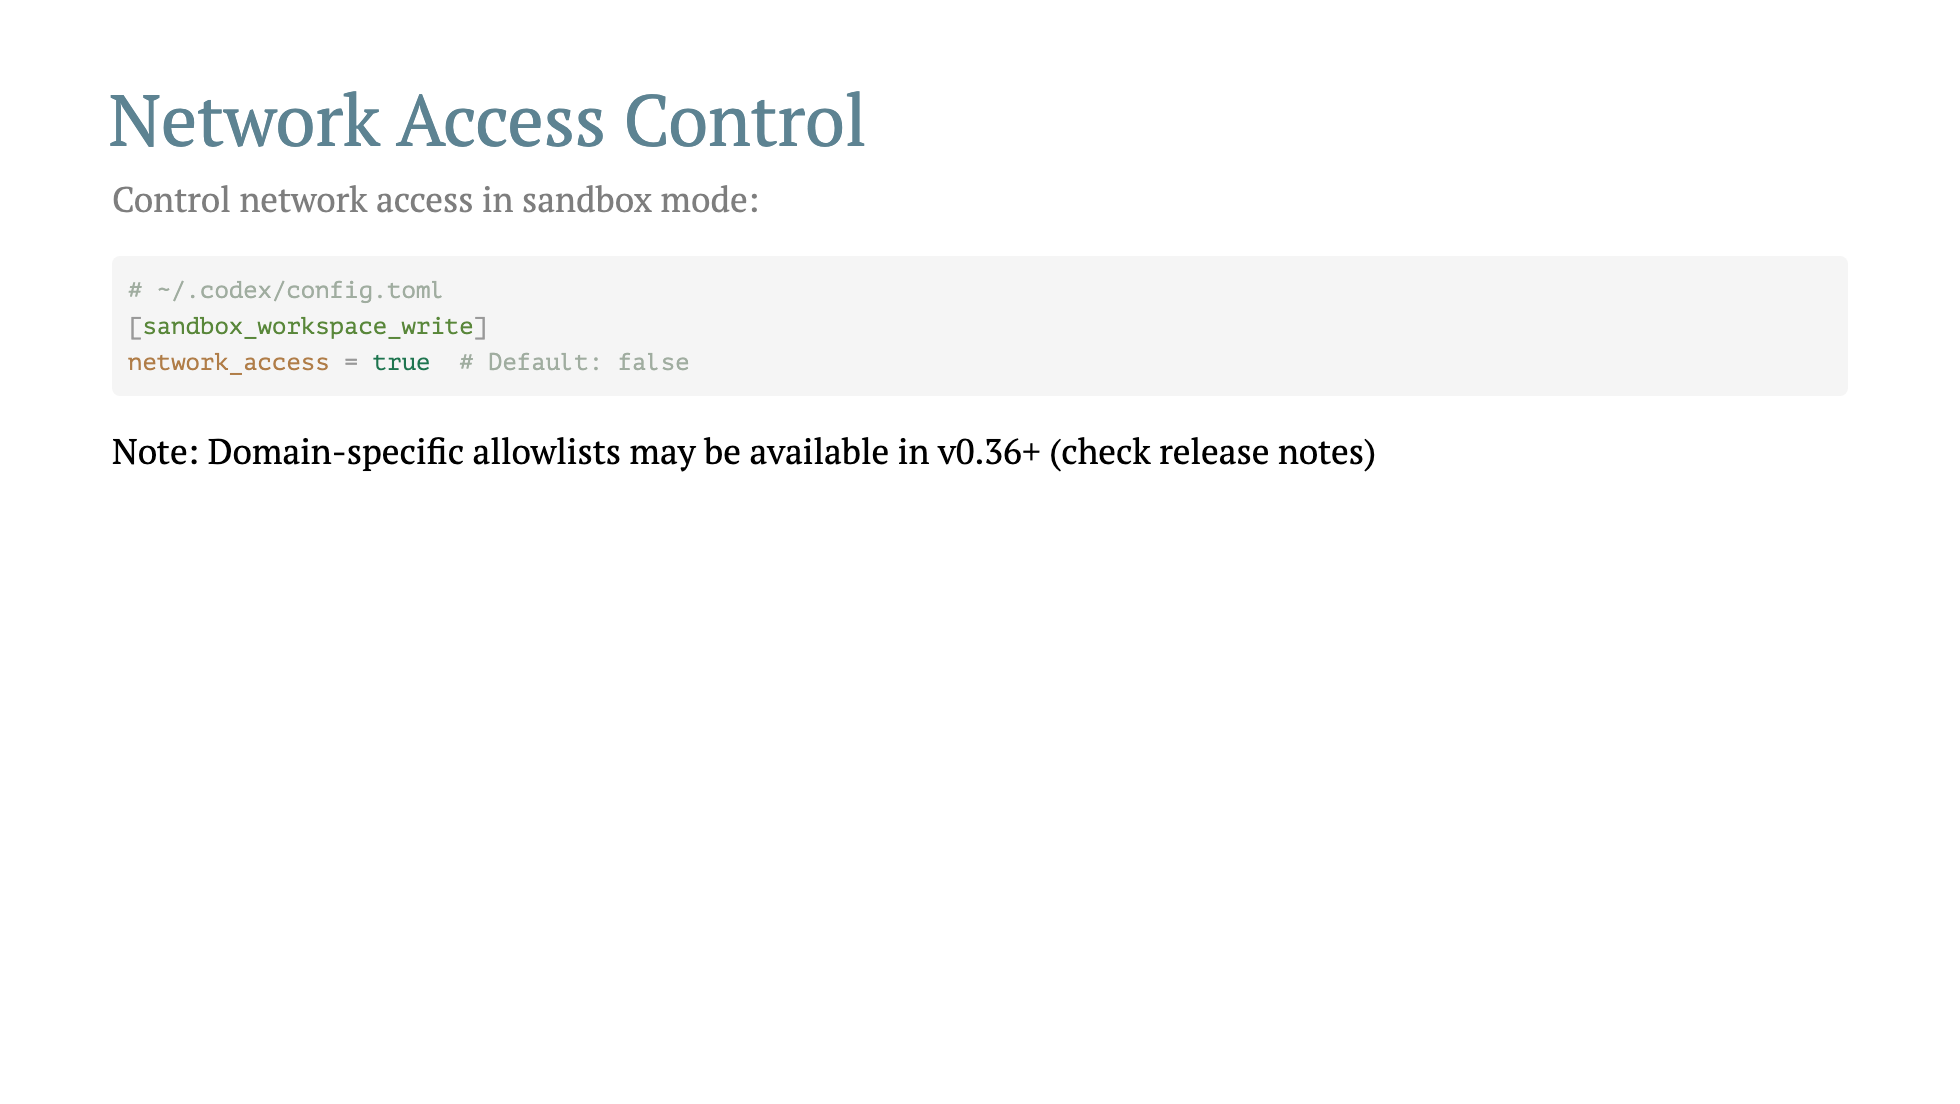 Network Access Control
Control network access in sandbox mode:
# ~/.codex/config.toml
[sandbox_workspace_write]
network_access = true  # Default: false
Note: Domain-specific allowlists may be available in v0.36+ (check release notes)